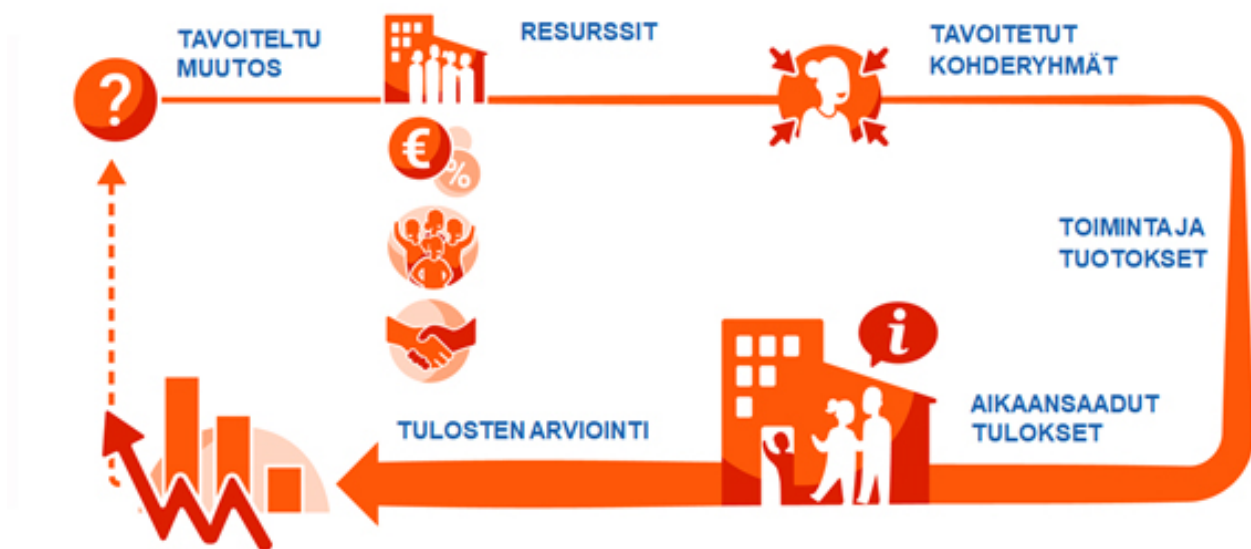 TAVOITELTU
MUUTOS
RESURSSIT
TAVOITETUT
KOHDERYHMÄT
?
€
%
TOIMINTA JA
TUOTOKSET
i
AIKAANSAADUT
TULOKSET
TULOSTEN ARVIOINTI